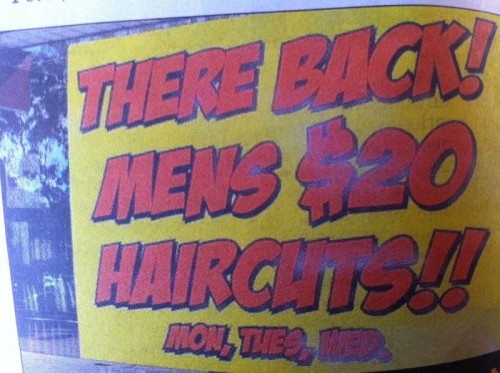 THERE BACK!
MENS $20
HAIRCUTS!!
MON, TUES, WED.